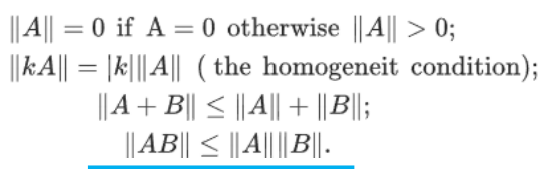 ‖A‖ = 0 if A = 0 otherwise ‖A‖ > 0;
‖kA‖ = |k|‖A‖ ( the homogeneit condition);
‖A + B‖ ≤ ‖A‖ + ‖B‖;
‖AB‖ ≤ ‖A‖‖B‖.